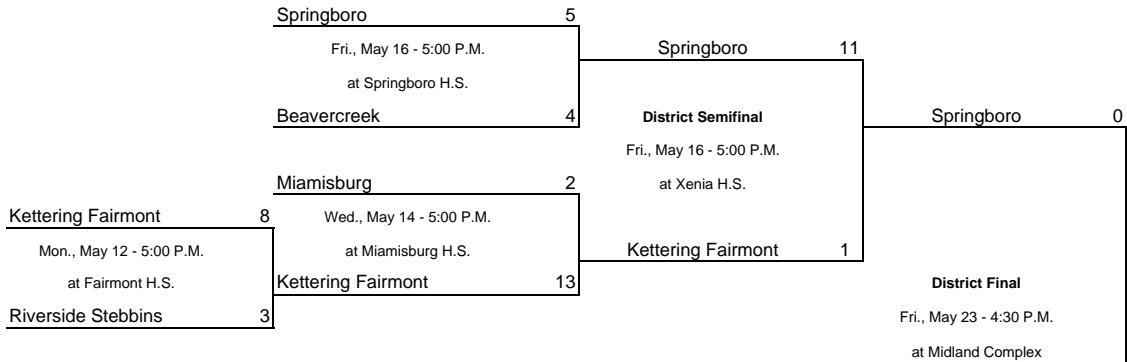 Springboro 5
Fri., May 16 - 5:00 P.M.
at Springboro H.S.
Beavercreek 4
Springboro 11
District Semifinal
Fri., May 16 - 5:00 P.M.
at Xenia H.S.
Kettering Fairmont 1
Springboro 0
Miamisburg 2
Wed., May 14 - 5:00 P.M.
at Miamisburg H.S.
Kettering Fairmont 13
Kettering Fairmont 8
Mon., May 12 - 5:00 P.M.
at Fairmont H.S.
Riverside Stebbins 3
District Final
Fri., May 23 - 4:30 P.M.
at Midland Complex